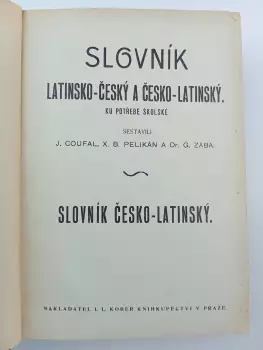 SLOVNÍK
LATINSKO-ČESKÝ A ČESKO-LATINSKÝ.
KU POTŘEBĚ ŠKOLSKÉ
SESTAVILI
J. COUFAL, X. B. PELIKÁN A Dr. G. ŽÁBA.
SLOVNÍK ČESKO-LATINSKÝ.
NAKLADATEL I. L. KOBER KNIHKUPECTVÍ V PRAZE.